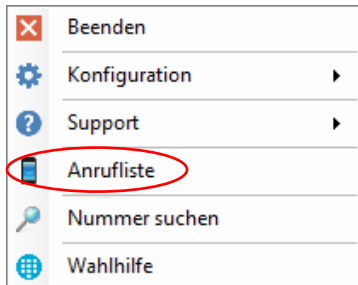 Beenden
Konfiguration
Support
Anrufliste
Nummer suchen
Wahlhilfe